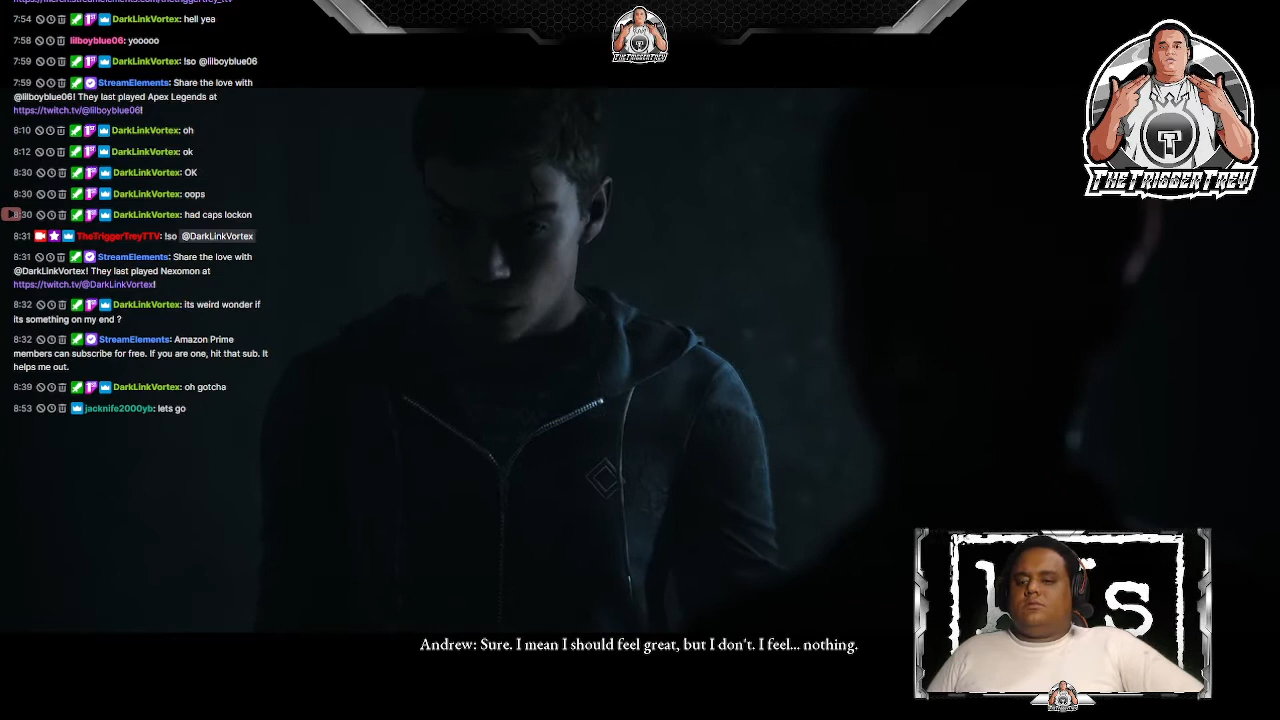 https://merch.streamelements.com/thetriggertrey_ttv
7:54 DarkLinkVortex: hell yea
7:58 lilboyblue06: yooooo
7:59 DarkLinkVortex: !so @lilboyblue06
7:59 StreamElements: Share the love with
@lilboyblue06! They last played Apex Legends at
https://twitch.tv/@lilboyblue06!
8:10 DarkLinkVortex: oh
8:12 DarkLinkVortex: ok
8:30 DarkLinkVortex: OK
8:30 DarkLinkVortex: oops
8:30 DarkLinkVortex: had caps lockon
8:31 TheTriggerTreyTTV: !so @DarkLinkVortex
8:31 StreamElements: Share the love with
@DarkLinkVortex! They last played Nexomon at
https://twitch.tv/@DarkLinkVortex!
8:32 DarkLinkVortex: its weird wonder if
its something on my end ?
8:32 StreamElements: Amazon Prime
members can subscribe for free. If you are one, hit that sub. It
helps me out.
8:39 DarkLinkVortex: oh gotcha
8:53 jacknife2000yb: lets go
THETRIGGERTREY
T
THETRIGGERTREY
Andrew: Sure. I mean I should feel great, but I don't. I feel... nothing.